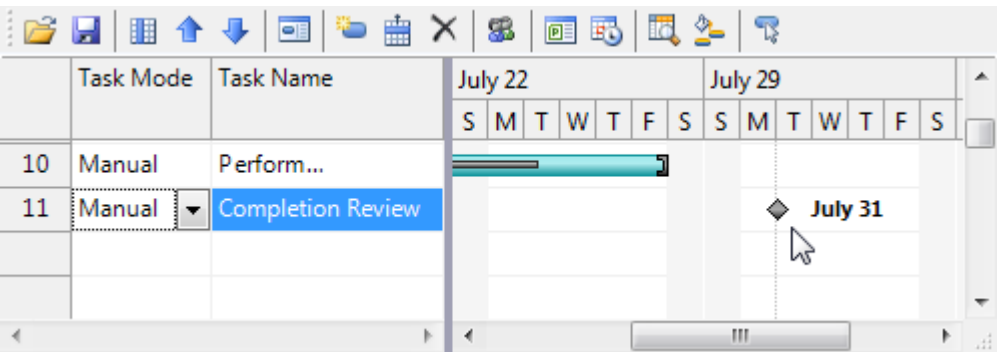 Task Mode Task Name July 22 July 29
S M T W T F S S M T W T F S
10 Manual Perform...
11 Manual Completion Review July 31